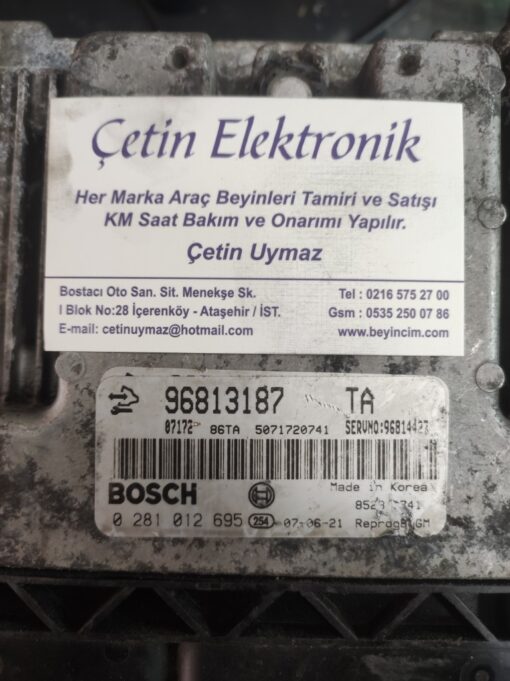 Çetin Elektronik
Her Marka Araç Beyinleri Tamiri ve Satışı
KM Saat Bakım ve Onarımı Yapılır.
Çetin Uymaz
Bostacı Oto San. Sit. Menekşe Sk.
I Blok No:28 İçerenköy - Ataşehir / İST.
E-mail: cetinuymaz@hotmail.com
Tel : 0216 575 27 00
Gsm : 0535 250 07 86
www.beyincim.com
96813187 TA
07172 86TA 5071720741
BOSCH
Made in Korea
0 281 012 695 254 07-06-21